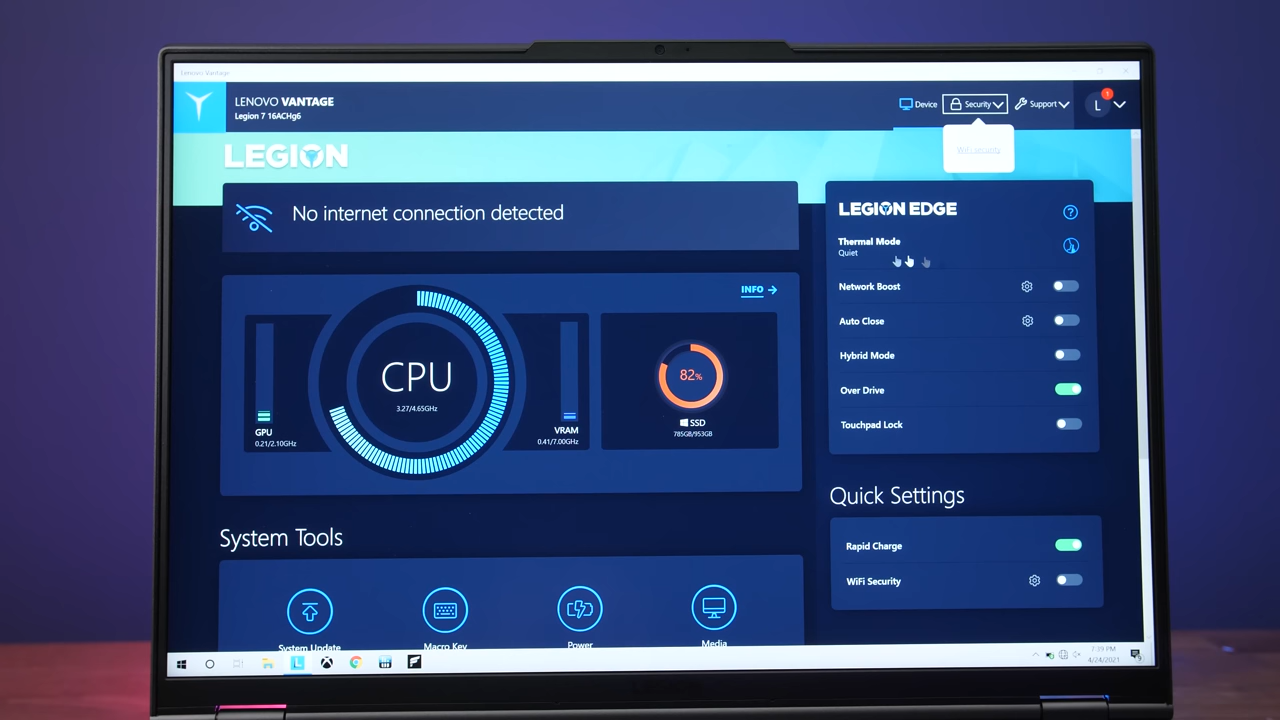 Lenovo Vantage
LENOVO VANTAGE
Legion 7 16ACHg6
Device
Security
Support
L
1
WiFi security
LEGION
No internet connection detected
INFO
CPU
3.27/4.65GHz
GPU
0.21/2.10GHz
VRAM
0.41/7.00GHz
82%
SSD
785GB/953GB
LEGION EDGE
Thermal Mode
Quiet
Network Boost
Auto Close
Hybrid Mode
Over Drive
Touchpad Lock
Quick Settings
Rapid Charge
WiFi Security
System Tools
System Update
Macro Key
Power
Media
7:39 PM
4/24/2021